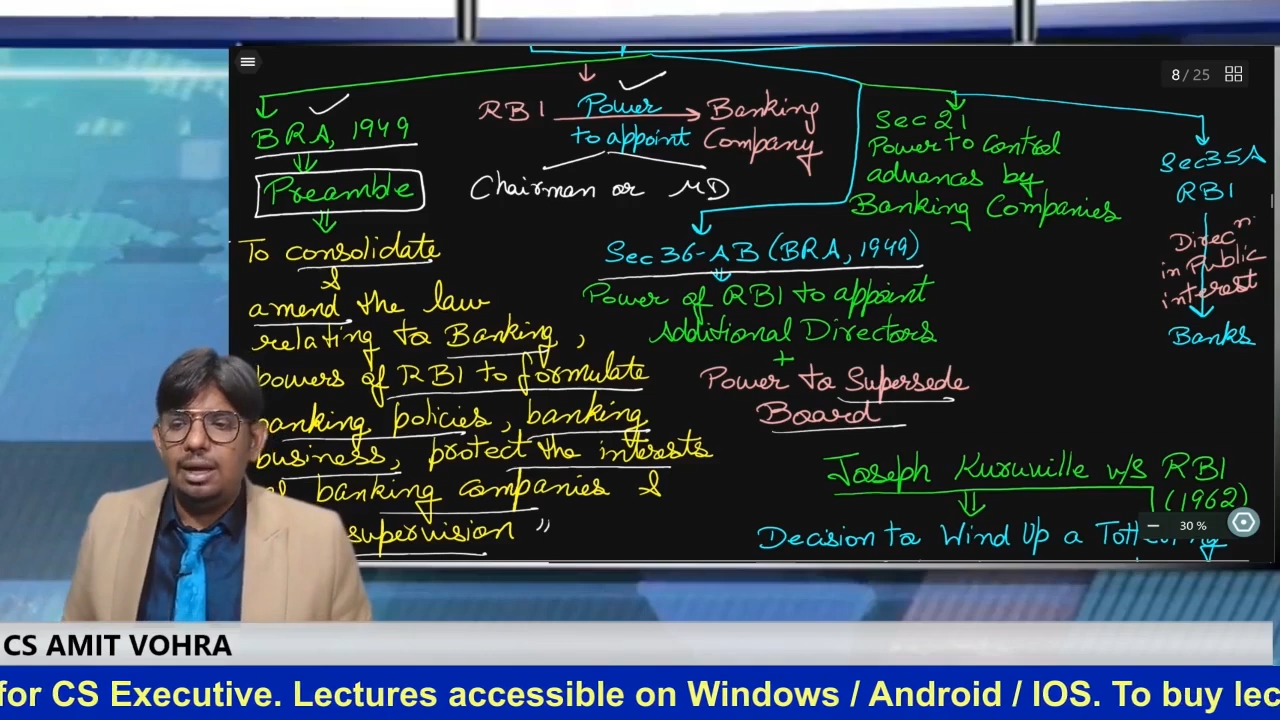 8 / 25
BRA, 1949
Preamble
To consolidate
&
amend the law
relating to Banking,
powers of RBI to formulate
banking policies, banking
business, protect the interests
banking companies &
supervision"
RBI Power Banking
to appoint Company
Chairman or MD
Sec 36-AB (BRA, 1949)
Power of RBI to appoint
Additional Directors
+
Power to Supersede
Board
Sec 21
Power to control
advances by
Banking Companies
Sec 35A
RBI
Direcn
in Public
interest
Banks
Joseph Kuruville v/s RBI
(1962)
Decision to Wind Up a
30 %
CS AMIT VOHRA
for CS Executive. Lectures accessible on Windows / Android / IOS. To buy lec